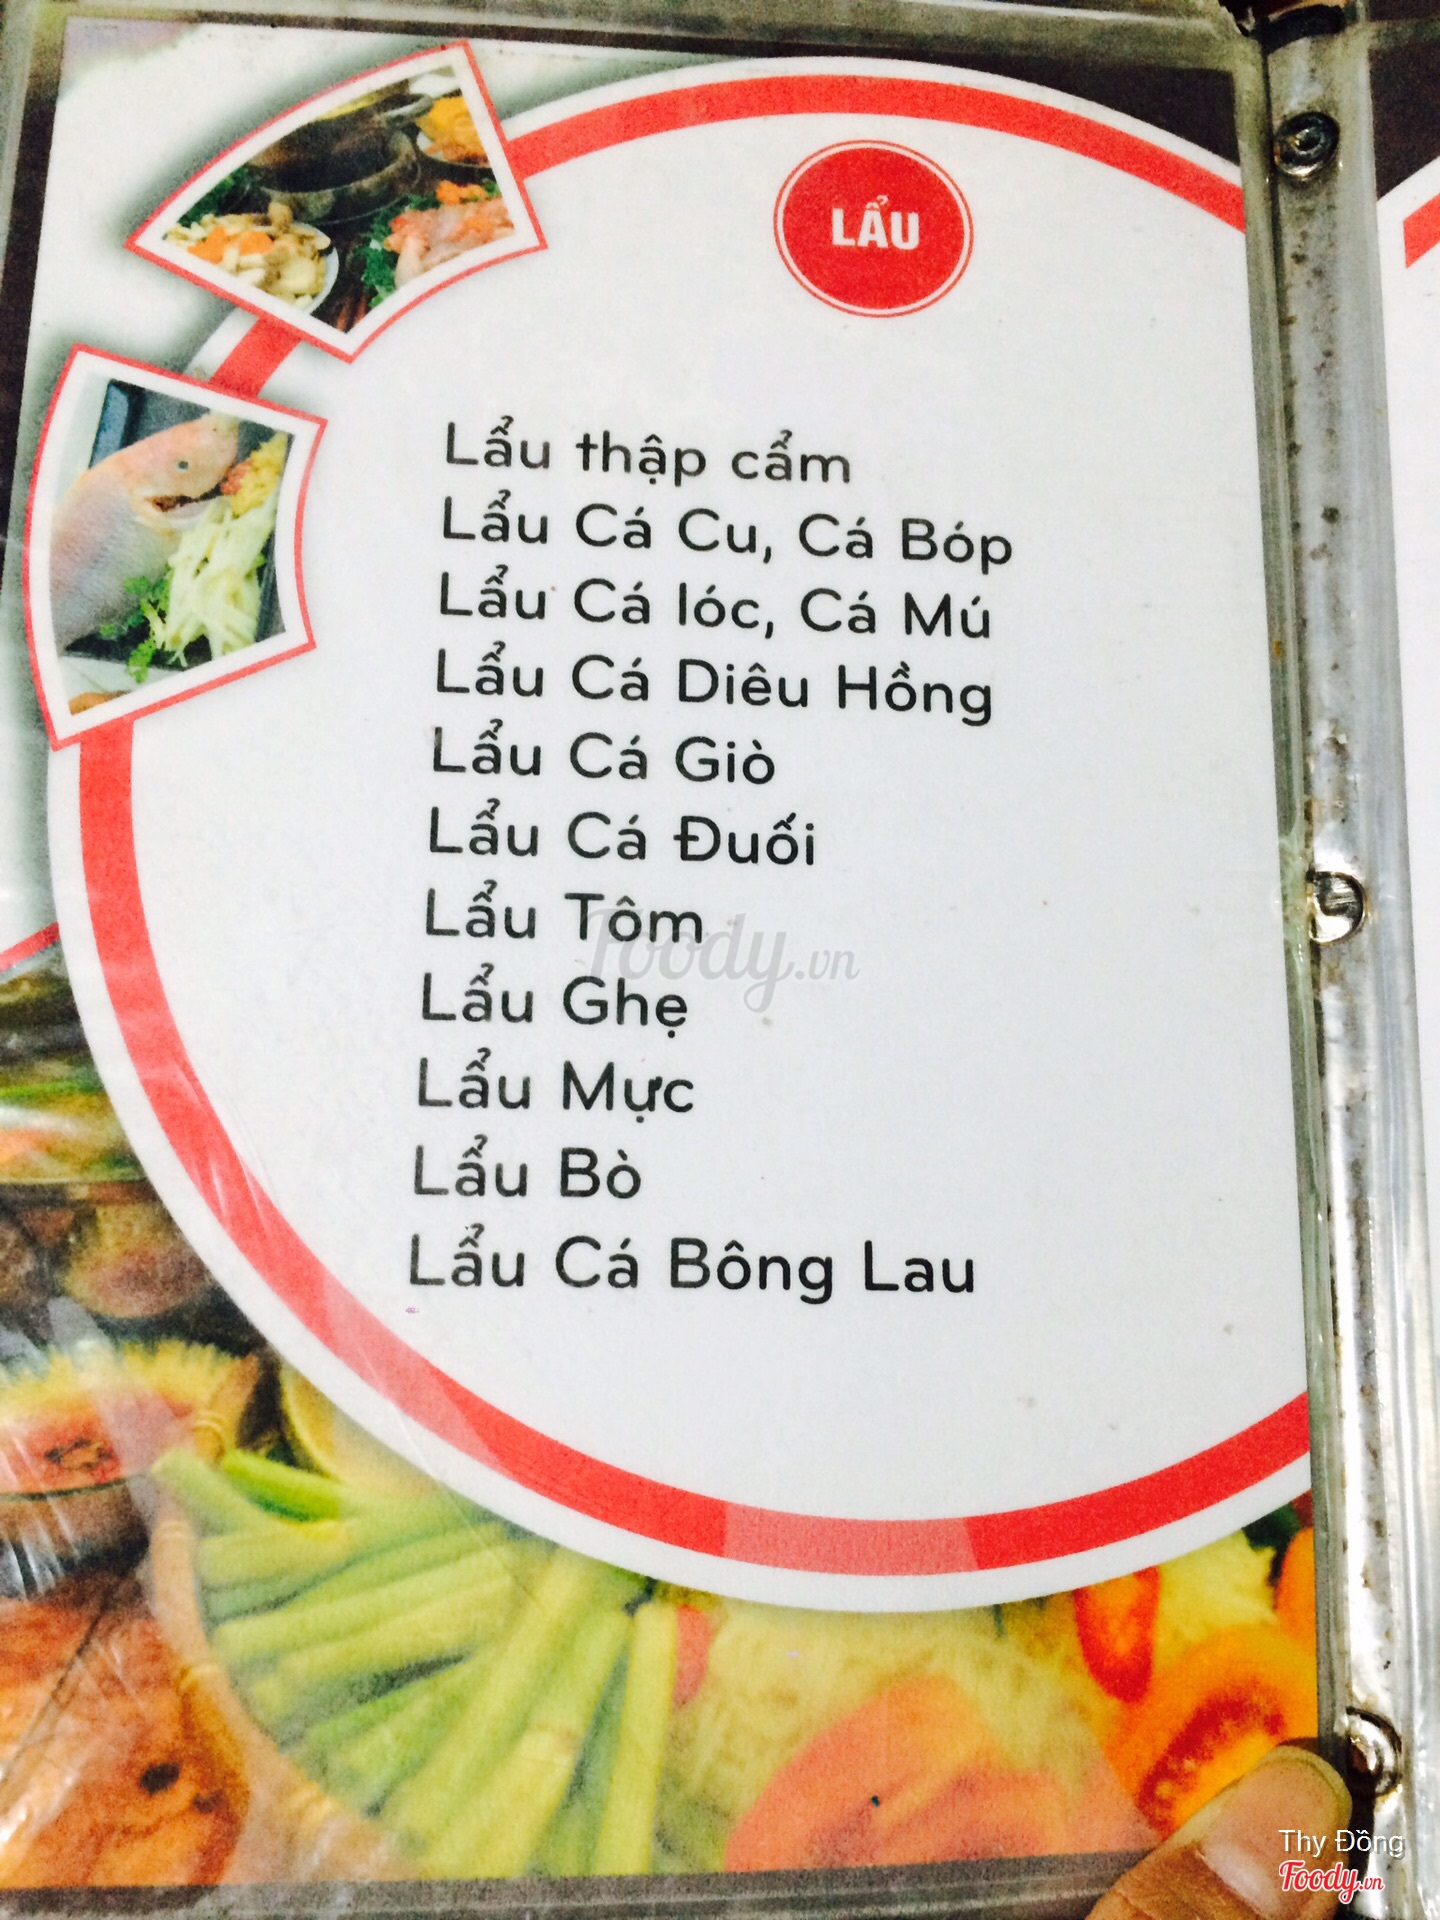 LẨU
Lẩu thập cẩm
Lẩu Cá Cu, Cá Bóp
Lẩu Cá lóc, Cá Mú
Lẩu Cá Diêu Hồng
Lẩu Cá Giò
Lẩu Cá Đuối
Lẩu Tôm
Foody.vn
Lẩu Ghẹ
Lẩu Mực
Lẩu Bò
Lẩu Cá Bông Lau
Thy Đồng
Foody.vn